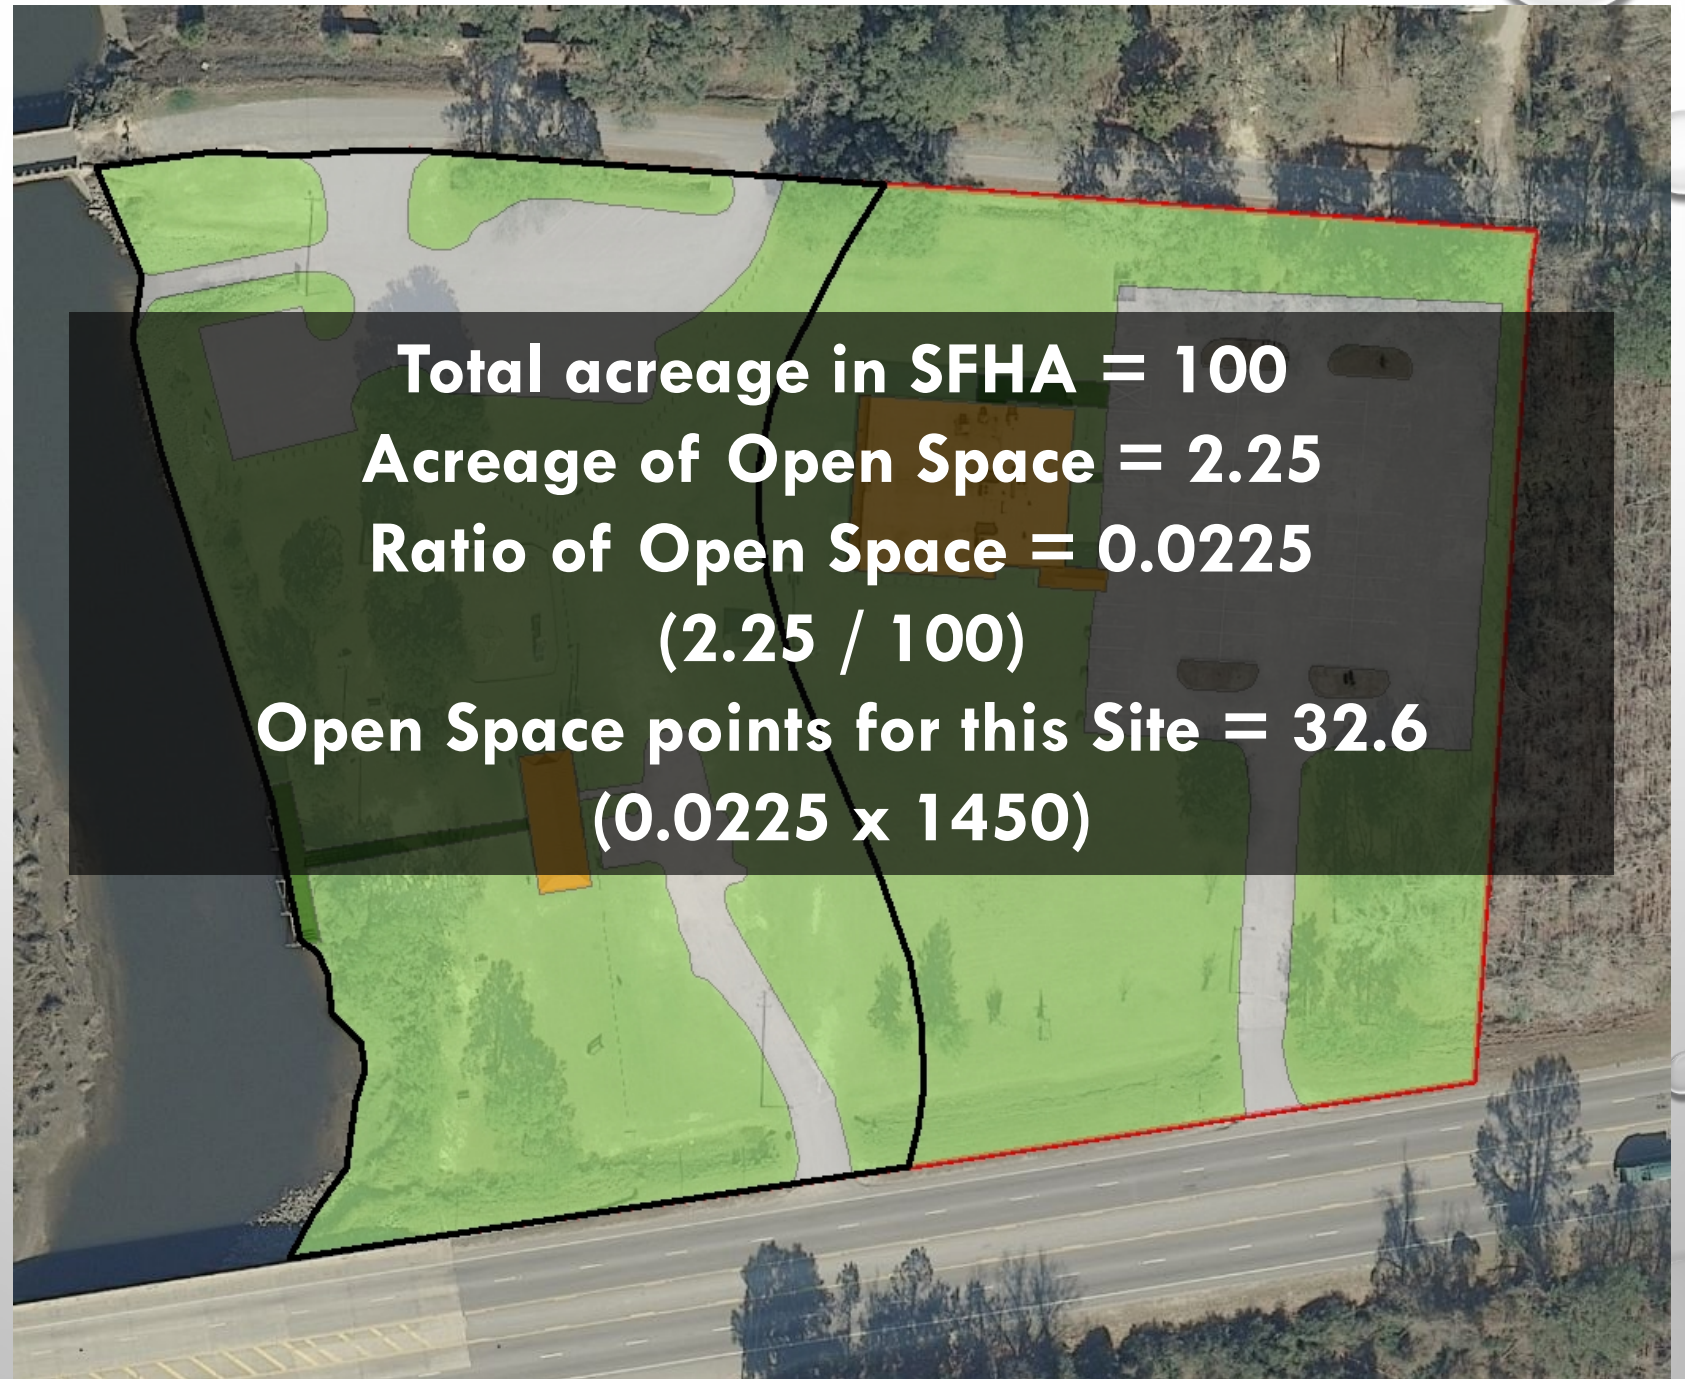 Total acreage in SFHA = 100
Acreage of Open Space = 2.25
Ratio of Open Space = 0.0225
(2.25 / 100)
Open Space points for this Site = 32.6
(0.0225 x 1450)